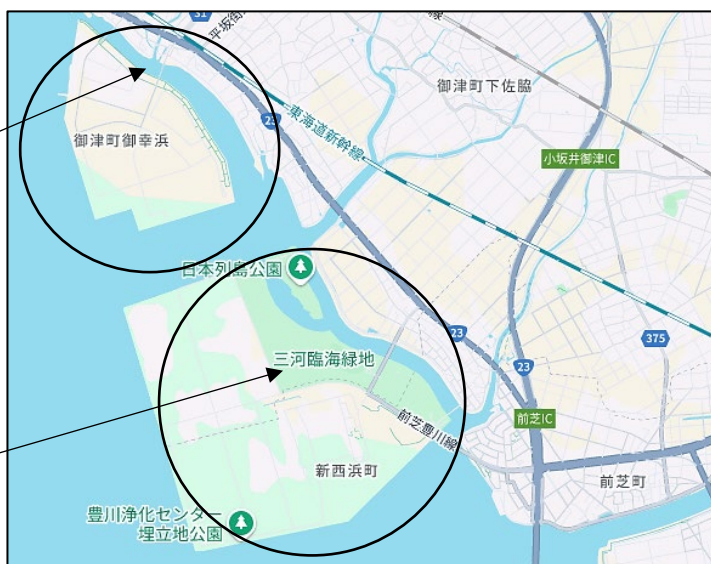 31
平坂街
御津町下佐脇
御津町御幸浜
23
東海道新幹線
小坂井御津IC
日本列島公園
23
375
三河臨海緑地
23
前芝豊川線
前芝IC
新西浜町
前芝町
豊川浄化センター
埋立地公園